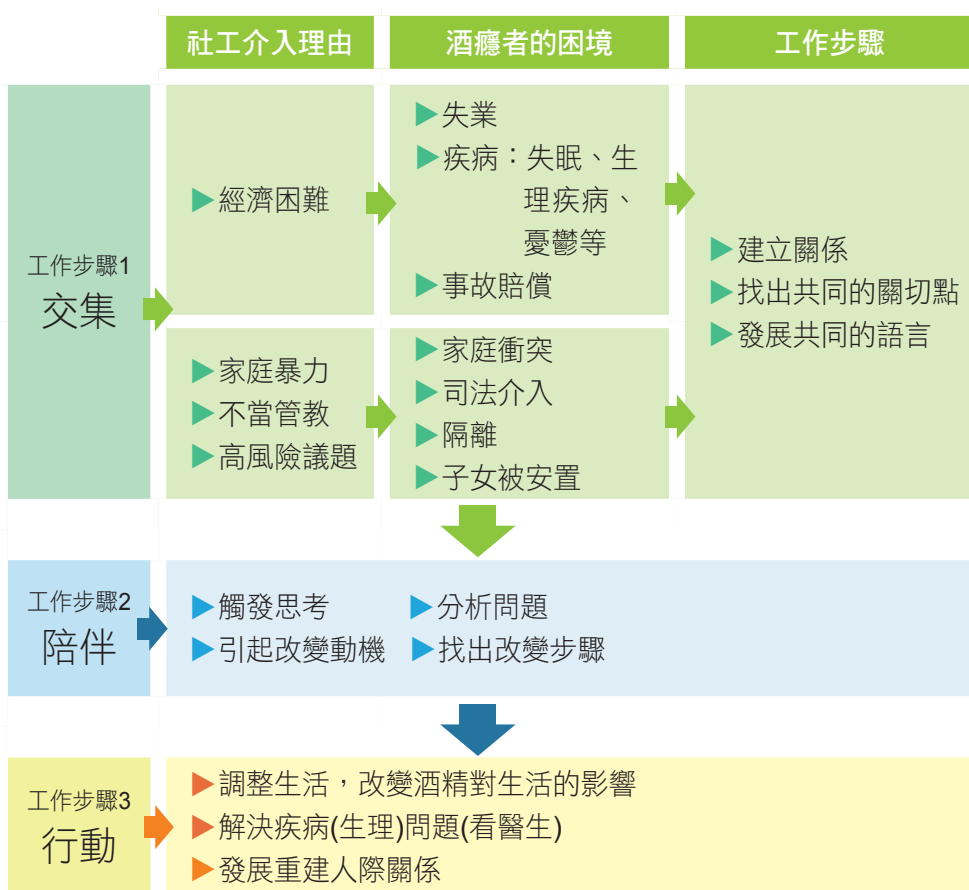 社工介入理由
酒癮者的困境
工作步驟
工作步驟1
交集
▶經濟困難
▶失業
▶疾病：失眠、生
理疾病、
憂鬱等
▶事故賠償
▶家庭暴力
▶不當管教
▶高風險議題
▶家庭衝突
▶司法介入
▶隔離
▶子女被安置
▶建立關係
▶找出共同的關切點
▶發展共同的語言
工作步驟2
陪伴
▶觸發思考
▶引起改變動機
▶分析問題
▶找出改變步驟
工作步驟3
行動
▶調整生活，改變酒精對生活的影響
▶解決疾病(生理)問題(看醫生)
▶發展重建人際關係